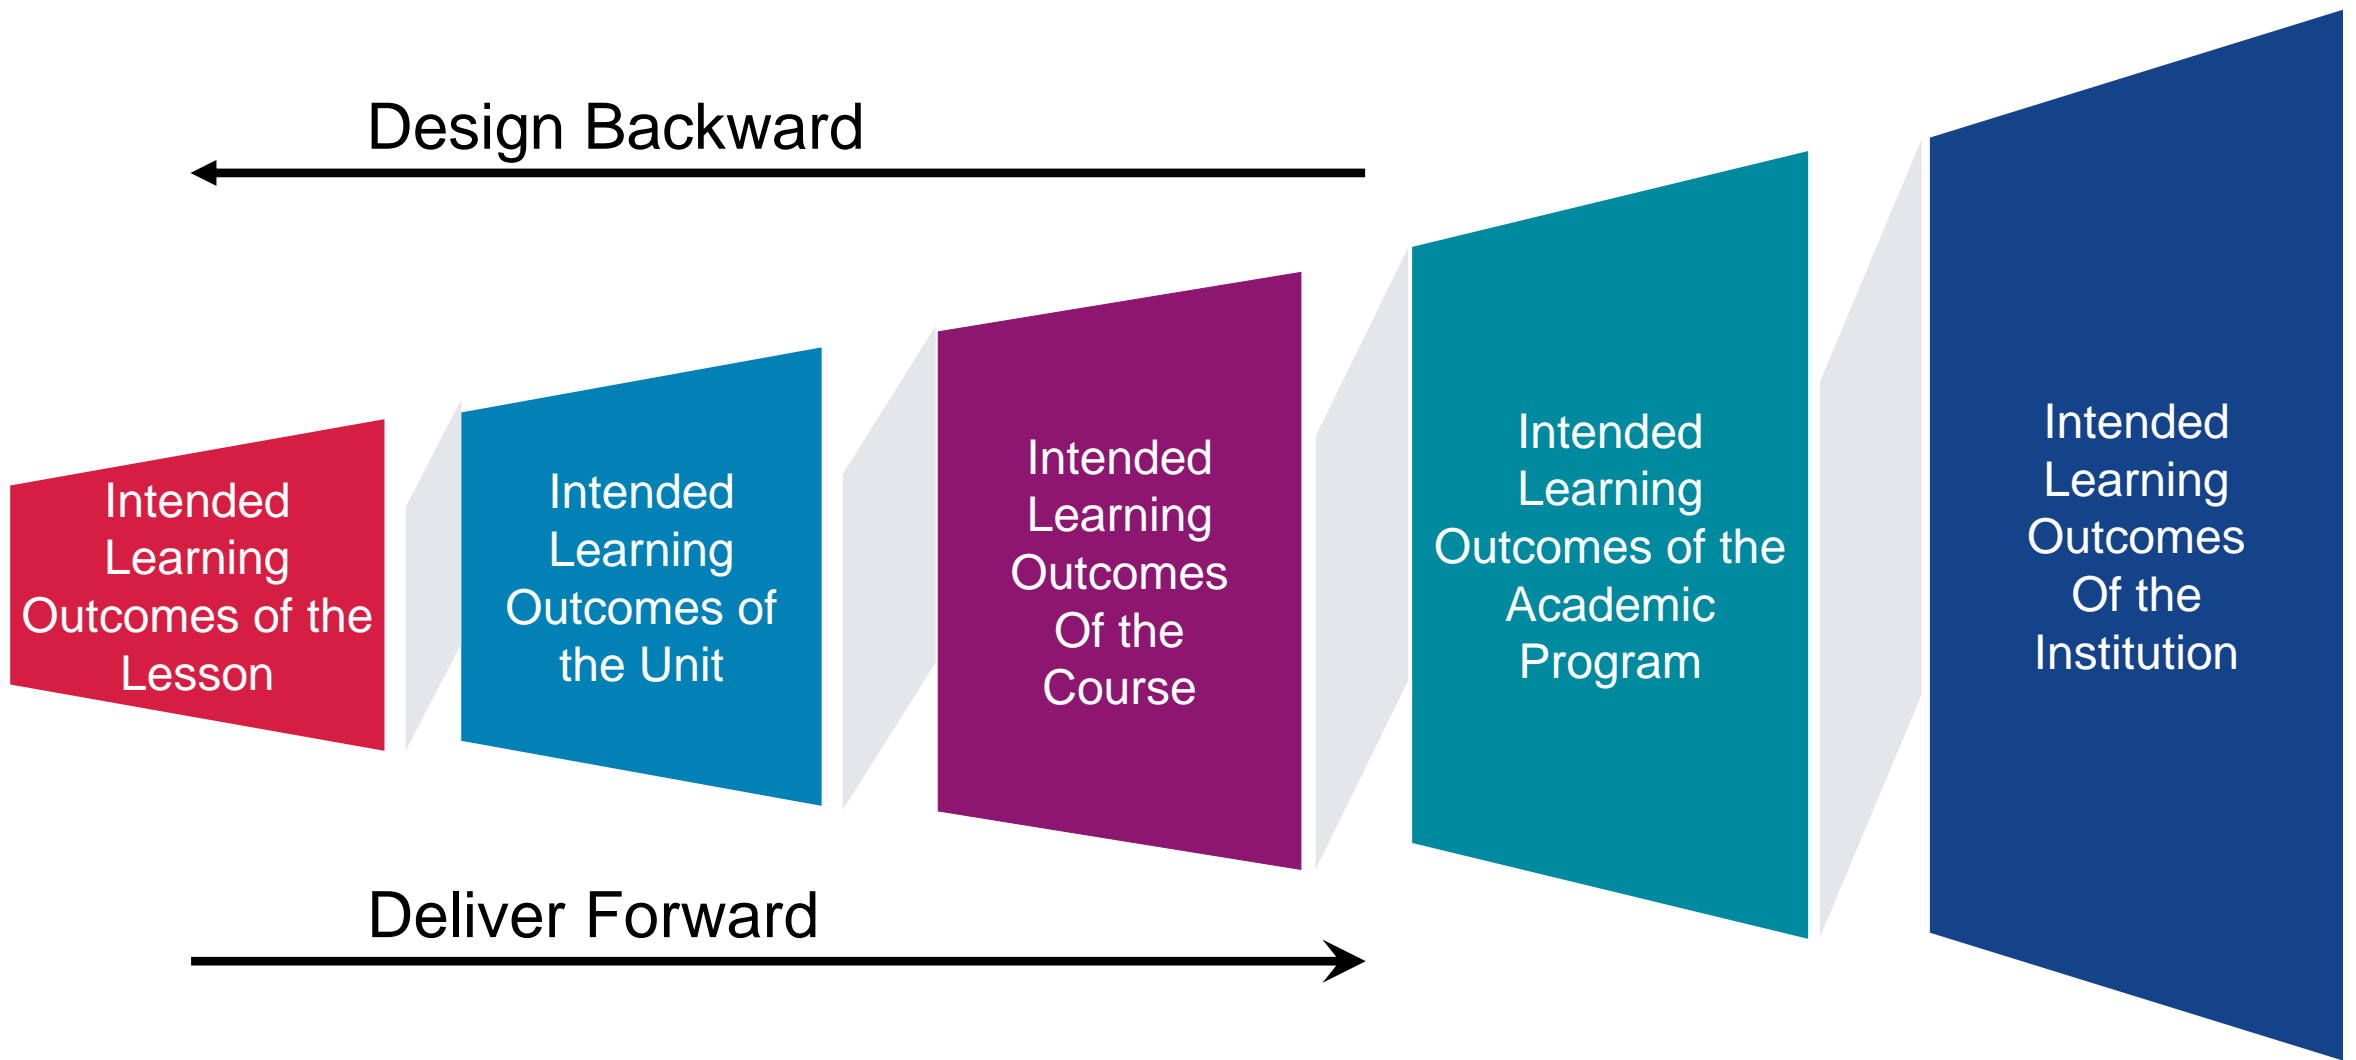 Design Backward
Intended
Learning
Outcomes of the
Lesson
Intended
Learning
Outcomes of
the Unit
Intended
Learning
Outcomes
Of the
Course
Intended
Learning
Outcomes of the
Academic
Program
Intended
Learning
Outcomes
Of the
Institution
Deliver Forward